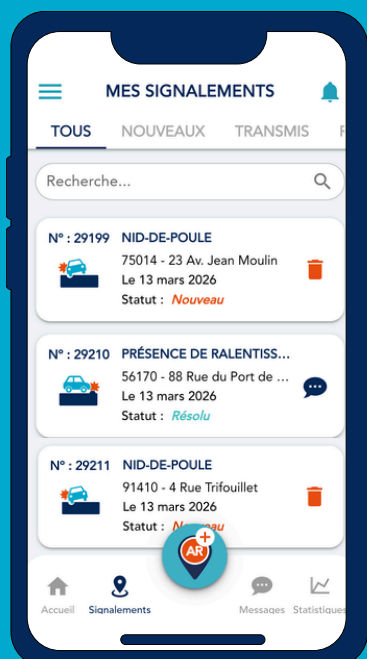 MES SIGNALEMENTS
TOUS NOUVEAUX TRANSMIS
Recherche...
N° : 29199 NID-DE-POULE
75014 - 23 Av. Jean Moulin
Le 13 mars 2026
Statut : Nouveau
N° : 29210 PRÉSENCE DE RALENTISS...
56170 - 88 Rue du Port de ...
Le 13 mars 2026
Statut : Résolu
N° : 29211 NID-DE-POULE
91410 - 4 Rue Trifouillet
Le 13 mars 2026
Statut : Nouveau
AR
Accueil Signalements Messages Statistiques